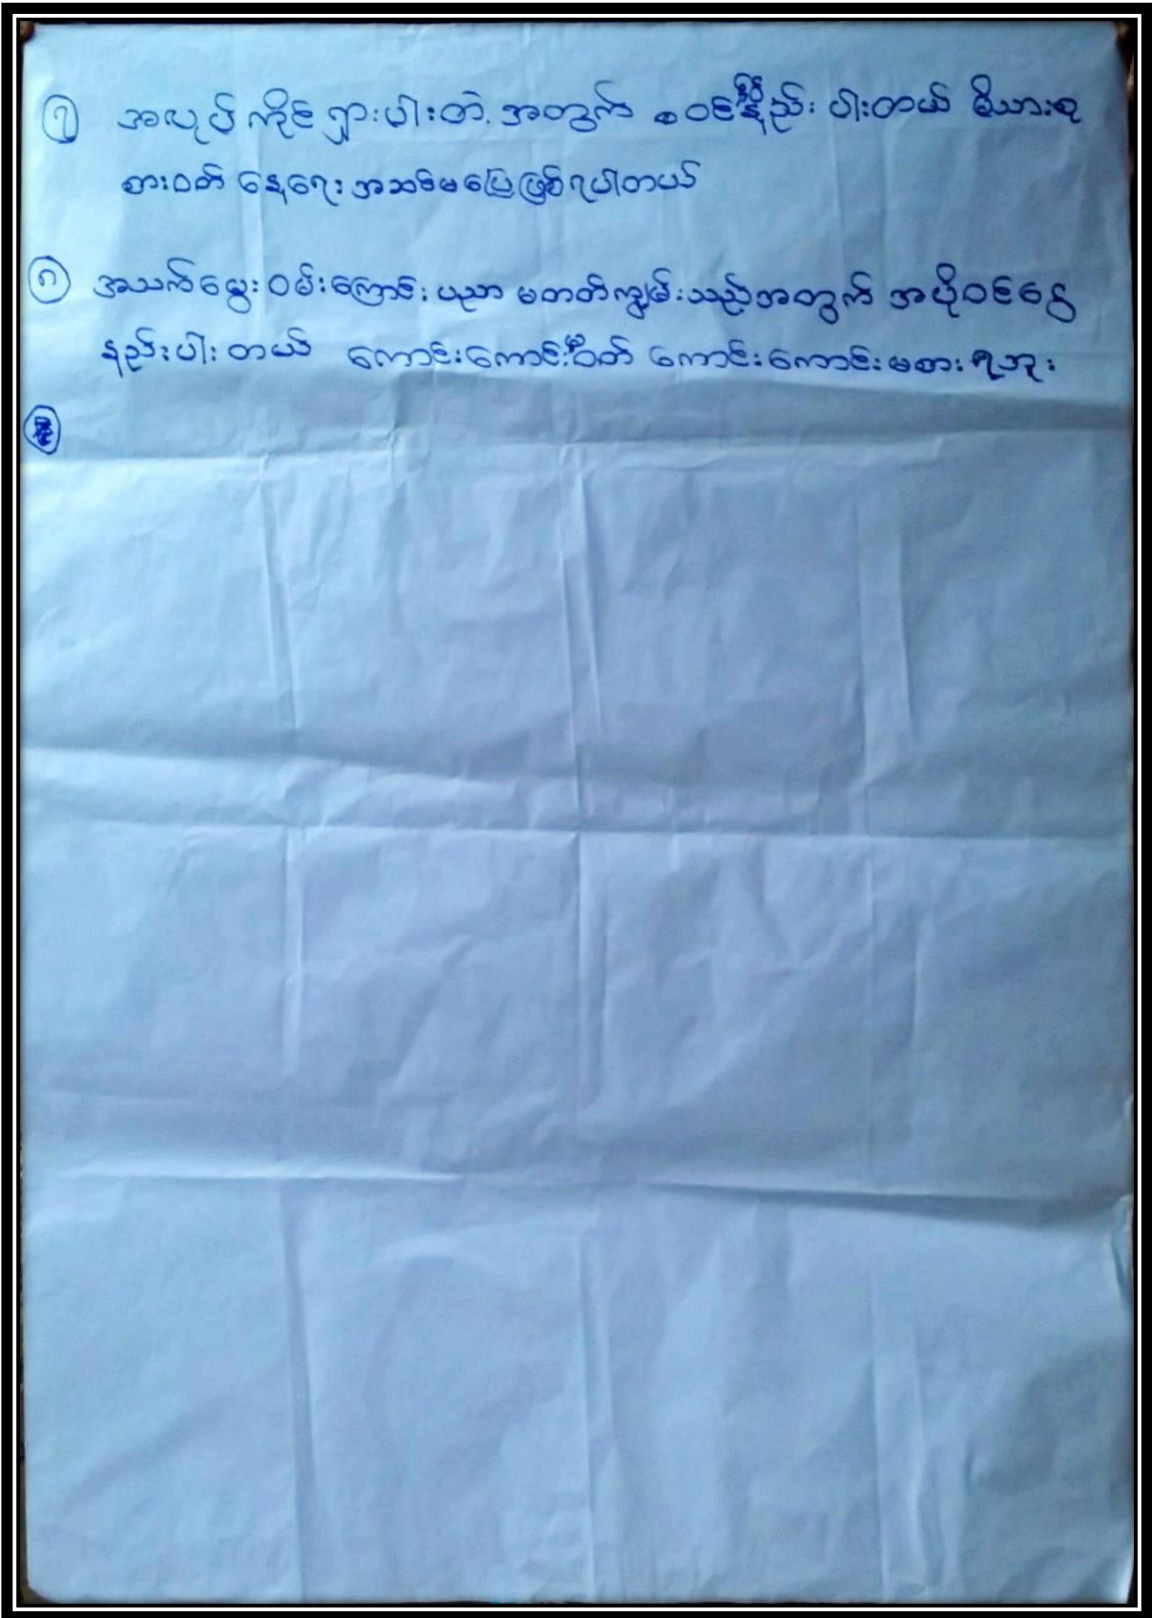 ၇ အလုပ်ကိုင် ရှားပါးတဲ့ အတွက် ဝင်ငွေနည်းပါးတယ် မိသားစု
စားဝတ် နေရေး အဆင်မပြေဖြစ်ရပါတယ်
၈ အသက်မွေး ဝမ်းကြောင်း ပညာ မတတ်ကျွမ်းသည့်အတွက် အပိုဝင်ငွေ
နည်းပါးတယ် ကောင်းကောင်းဝတ် ကောင်းကောင်းမစားရဘူး